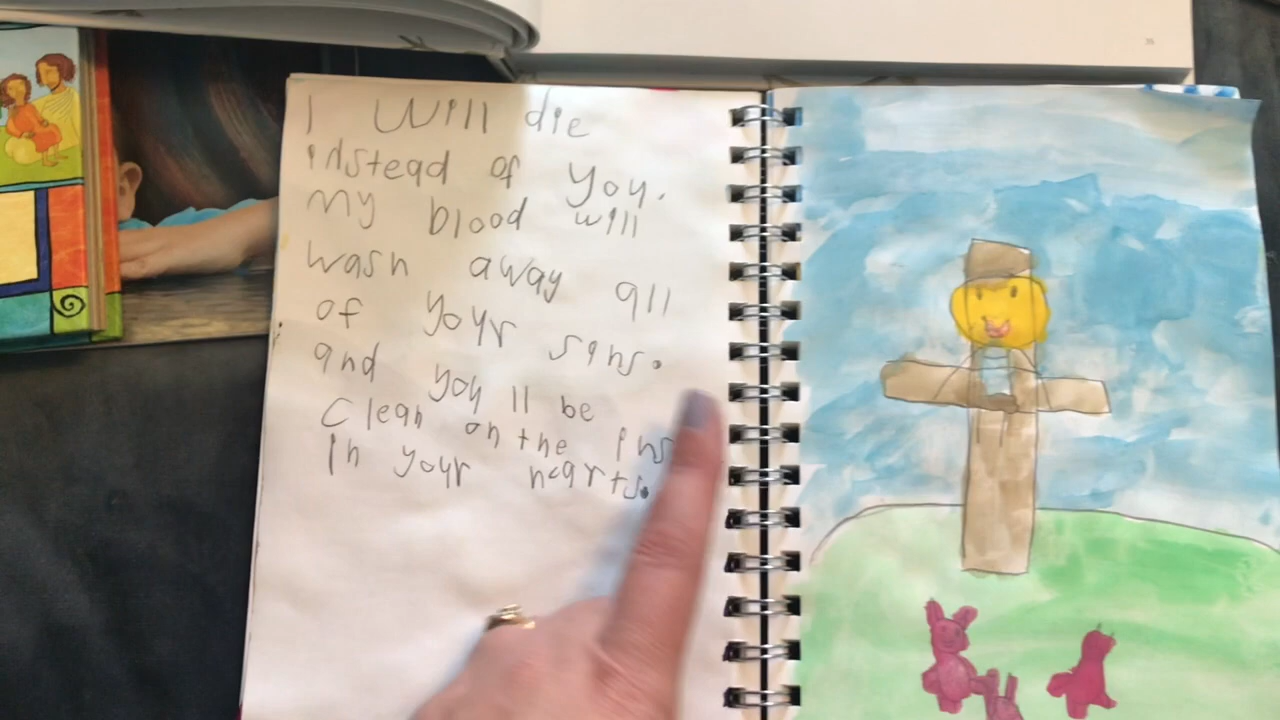 I Will die
instead of you.
My blood will
wash away all
of your sins.
and you ll be
Clean on the ins
In your hearts.